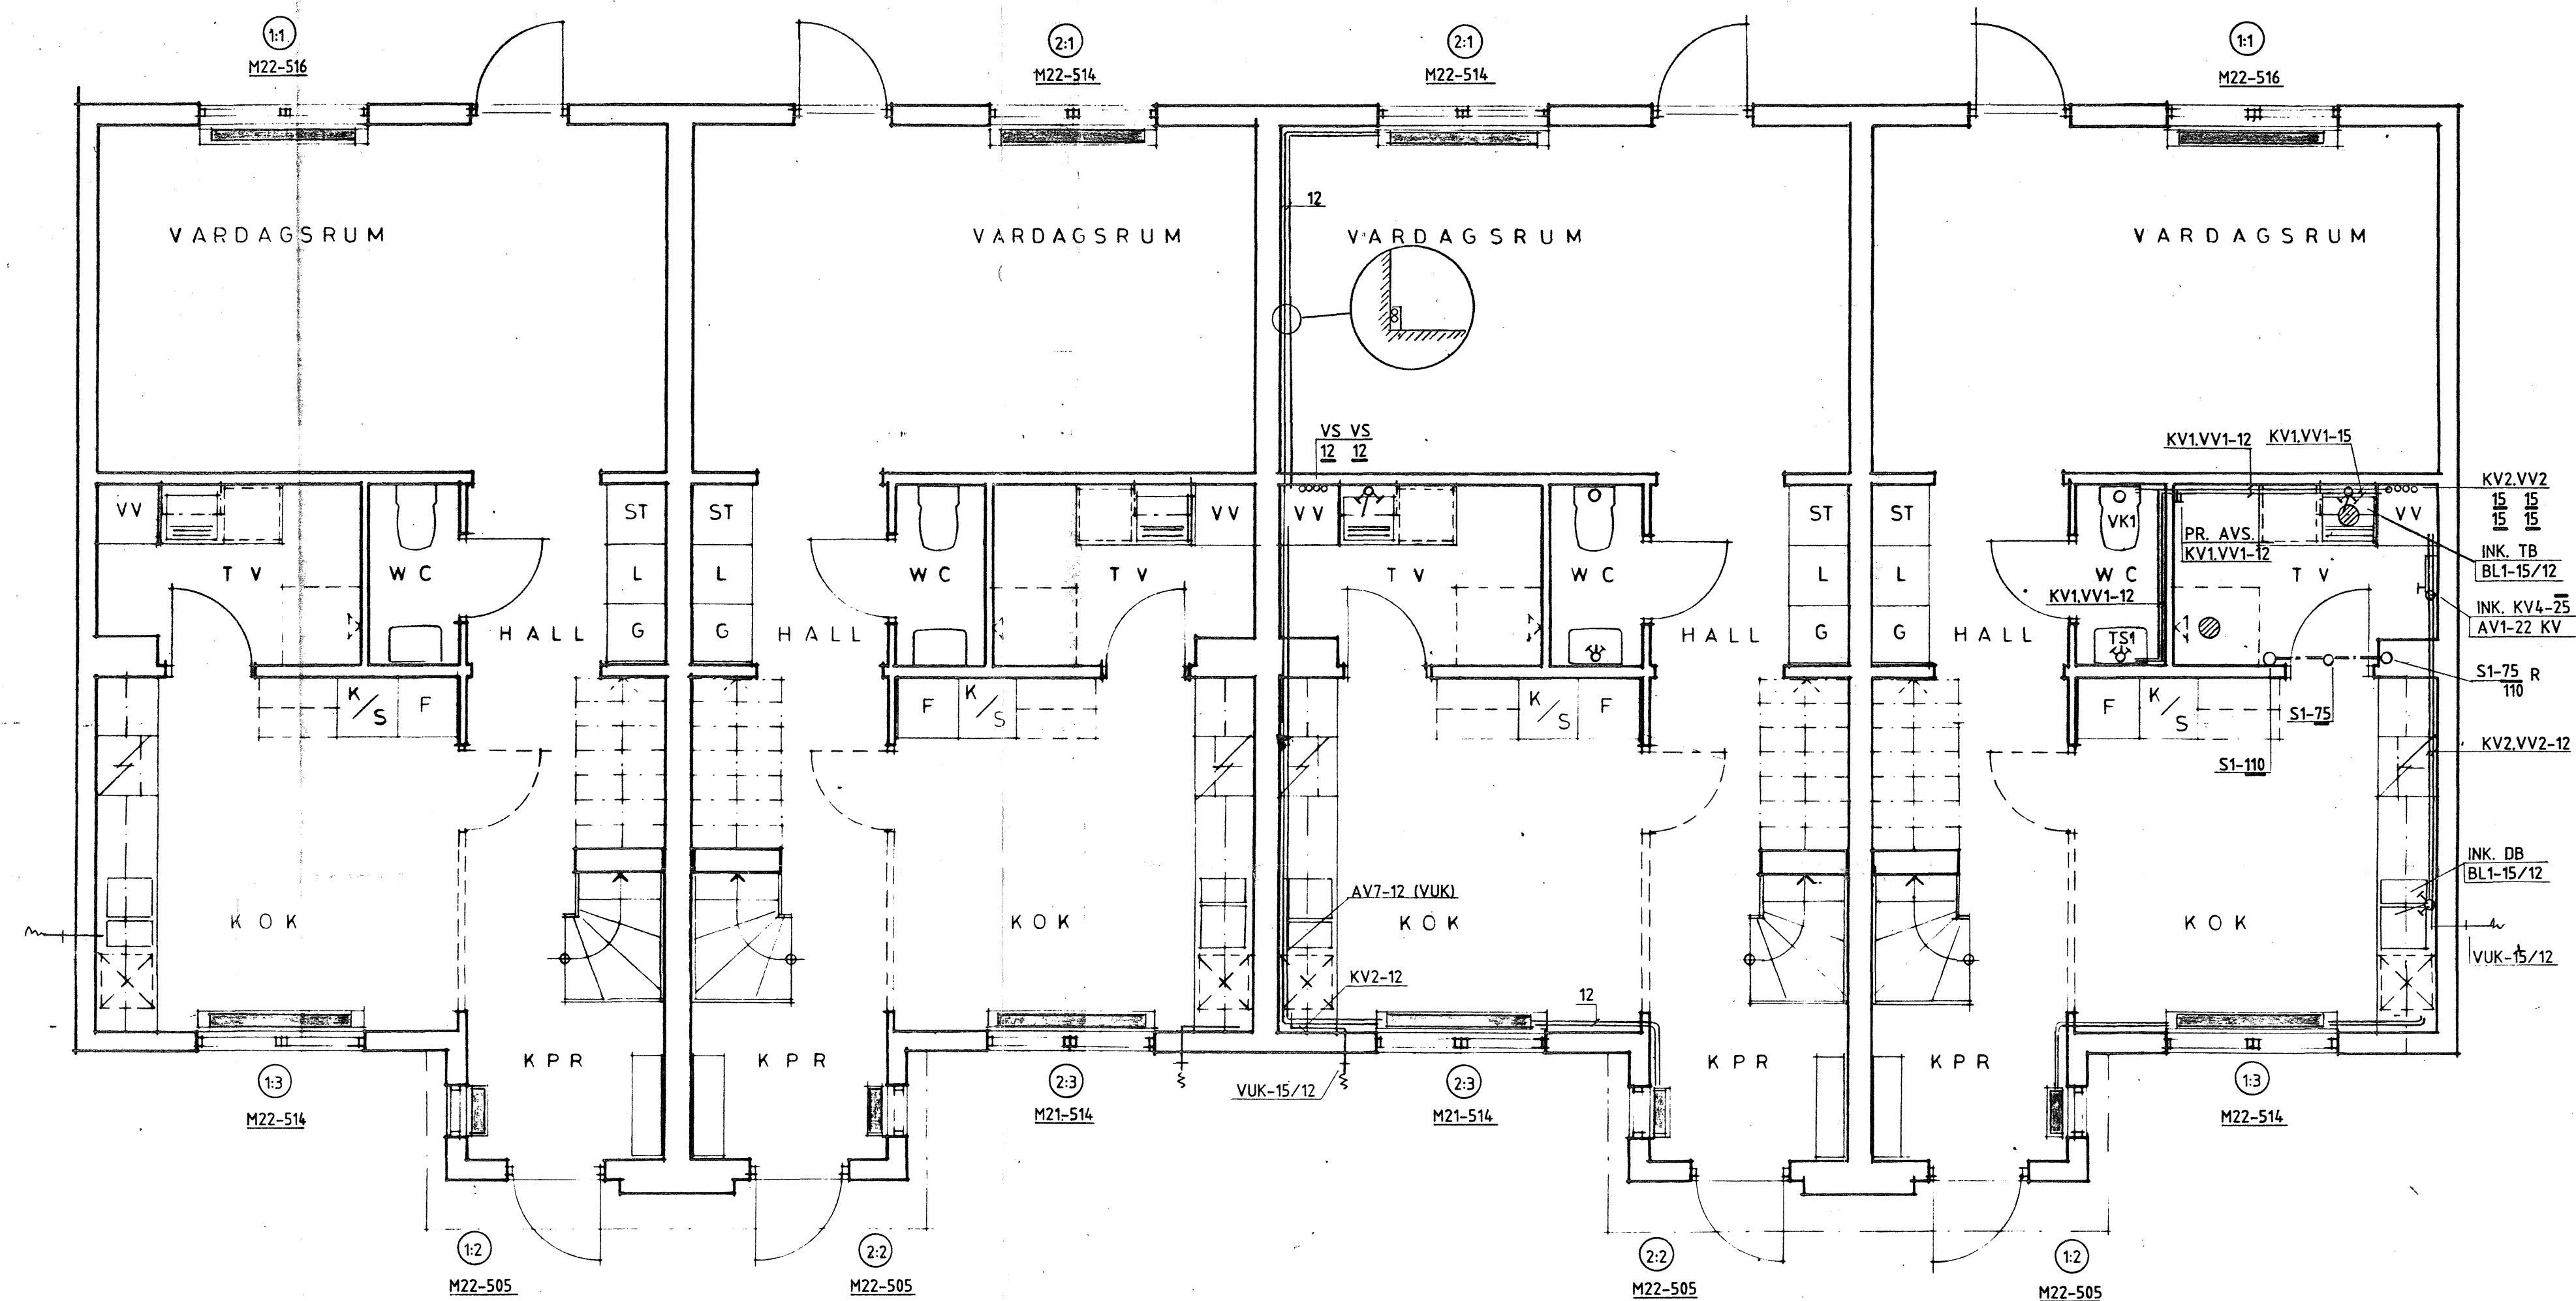 1:1
M22-516
2:1
M22-514
2:1
M22-514
1:1
M22-516
12
VARDAGSRUM
VARDAGSRUM
VARDAGSRUM
VARDAGSRUM
VS VS
12 12
KV1.VV1-12
KV1.VV1-15
KV2.VV2
15 15
15 15
VV
ST
ST
VV
VV
ST
ST
VK1
VV
PR. AVS.
KV1.VV1-12
INK. TB
BL1-15/12
TV
WC
L
L
WC
TV
TV
WC
L
L
WC
TV
KV1.VV1-12
INK. KV4-25
AV1-22 KV
HALL
G
G
HALL
HALL
G
G
HALL
TS1
S1-75 R
110
K/S
F
F
K/S
K/S
F
F
K/S
S1-75
KV2.VV2-12
S1-110
INK. DB
BL1-15/12
AV7-12 (VUK)
KOK
KOK
KOK
KOK
VUK-15/12
KV2-12
12
KPR
KPR
KPR
KPR
1:3
M22-514
2:3
M21-514
VUK-15/12
2:3
M21-514
1:3
M22-514
1:2
M22-505
2:2
M22-505
2:2
M22-505
1:2
M22-505